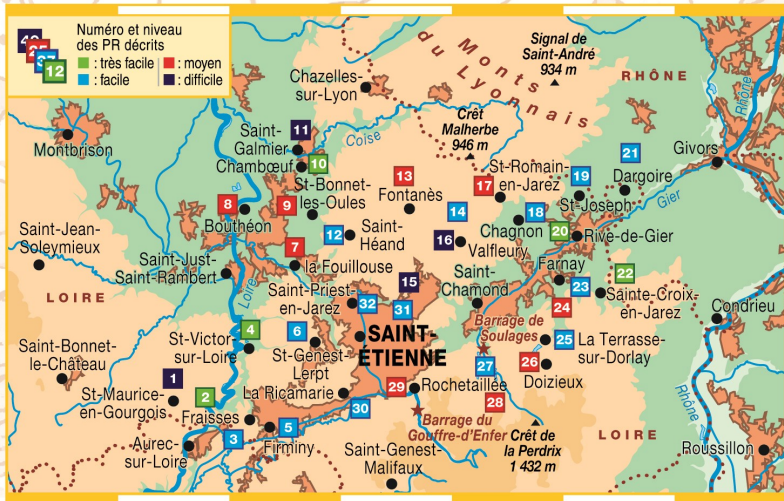 Numéro et niveau
des PR décrits
: très facile
: moyen
: facile
: difficile
12
Monts
du Lyonnais
Signal de
Saint-André
934 m
RHÔNE
Rhône
Chazelles-
sur-Lyon
Crêt
Malherbe
946 m
Montbrison
Saint-
Galmier
11
Coise
Chambœuf
10
Givors
21
Dargoire
Gier
19
St-Joseph
St-Romain-
en-Jarez
17
13
Fontanès
St-Bonnet-
les-Oules
9
8
Bouthéon
14
18
Chagnon
20
Rive-de-Gier
12
Saint-
Héand
16
Valfleury
Saint-Jean-
Soleymieux
7
la Fouillouse
Saint-Just-
Saint-Rambert
Loire
LOIRE
15
Saint-
Chamond
Farnay
23
22
Sainte-Croix-
en-Jarez
24
Saint-Priest-
en-Jarez
32
31
Condrieu
SAINT-
ÉTIENNE
Barrage de
Soulages
25
La Terrasse-
sur-Dorlay
4
St-Victor-
sur-Loire
6
St-Genest-
Lerpt
Saint-Bonnet-
le-Château
1
St-Maurice-
en-Gourgois
2
27
26
Doizieux
La Ricamarie
29
Rochetaillée
28
Rhône
Fraisses
30
3
5
Firminy
Aurec-
sur-Loire
Barrage du
Gouffre-d'Enfer
Crêt de
la Perdrix
1 432 m
LOIRE
Roussillon
Saint-Genest-
Malifaux